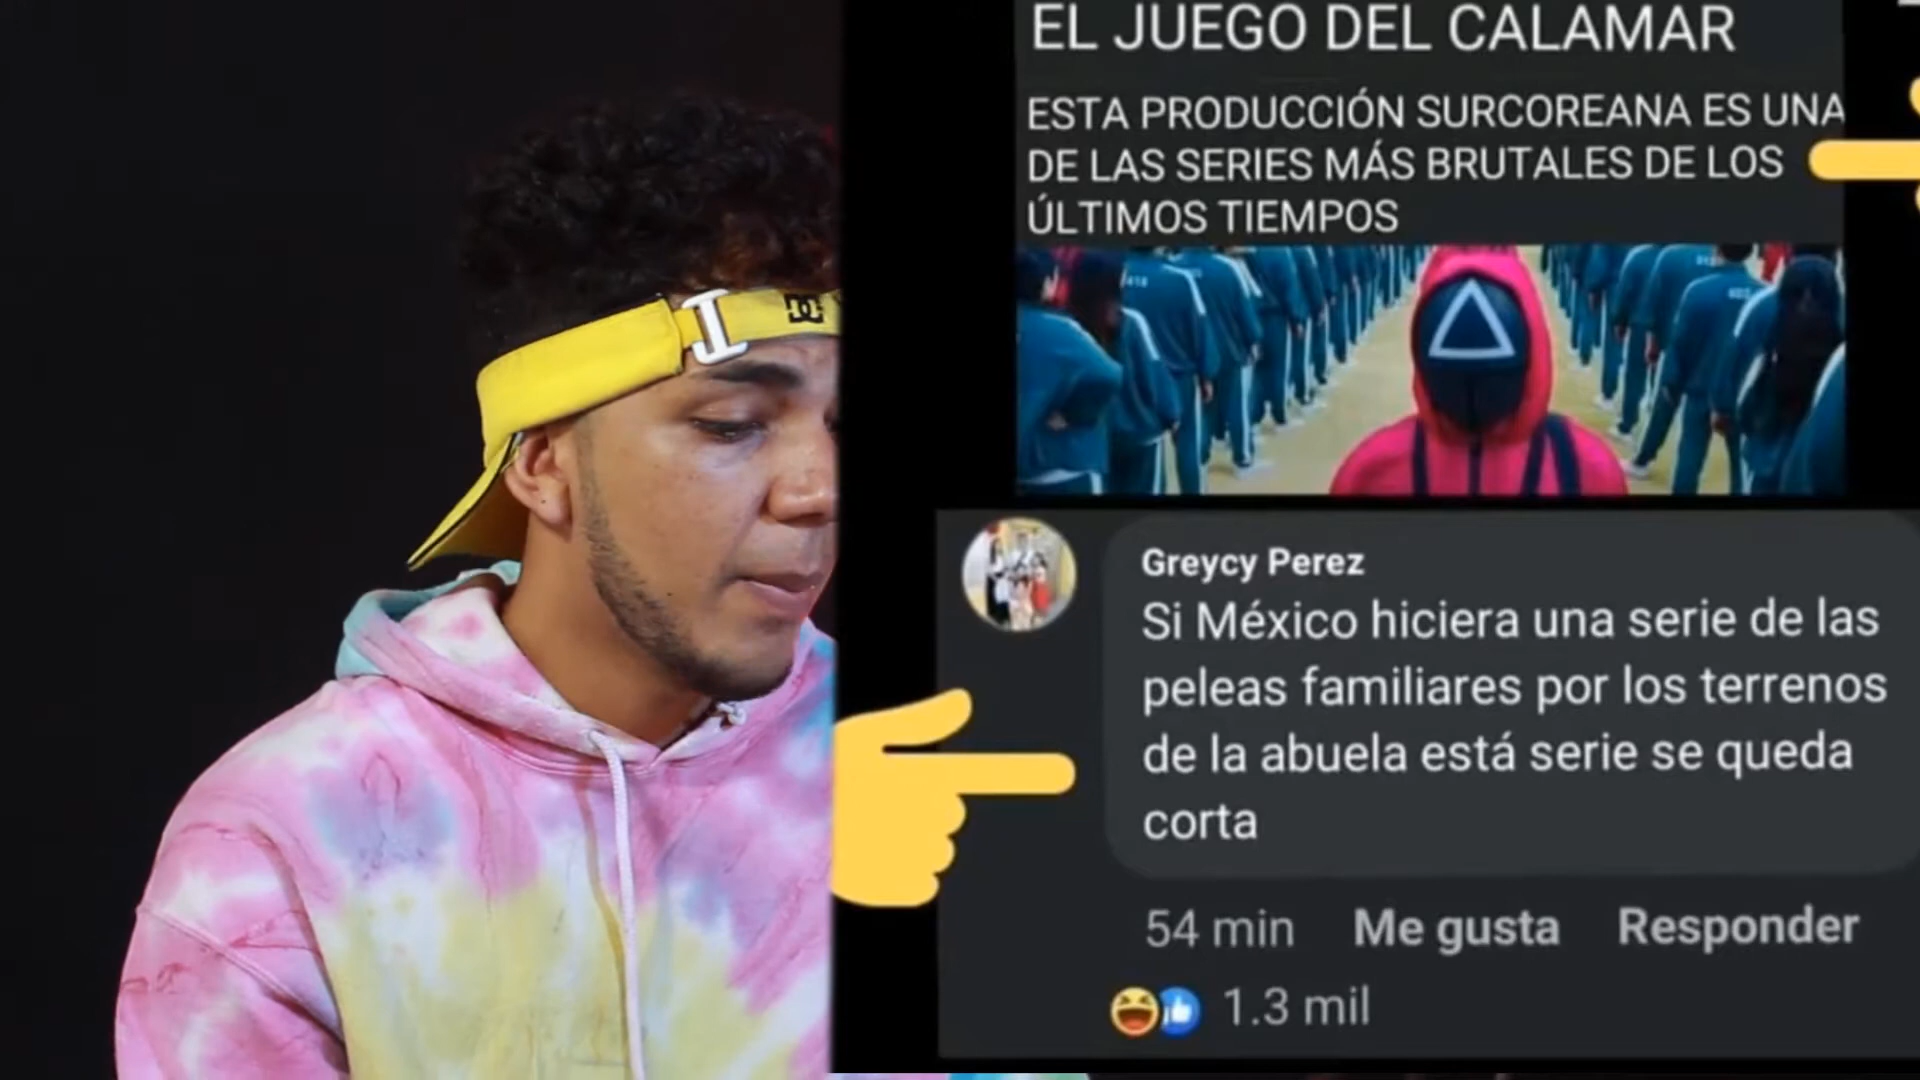 EL JUEGO DEL CALAMAR
ESTA PRODUCCIÓN SURCOREANA ES UNA
DE LAS SERIES MÁS BRUTALES DE LOS
ÚLTIMOS TIEMPOS
Greycy Perez
Si México hiciera una serie de las
peleas familiares por los terrenos
de la abuela está serie se queda
corta
54 min Me gusta Responder
1.3 mil